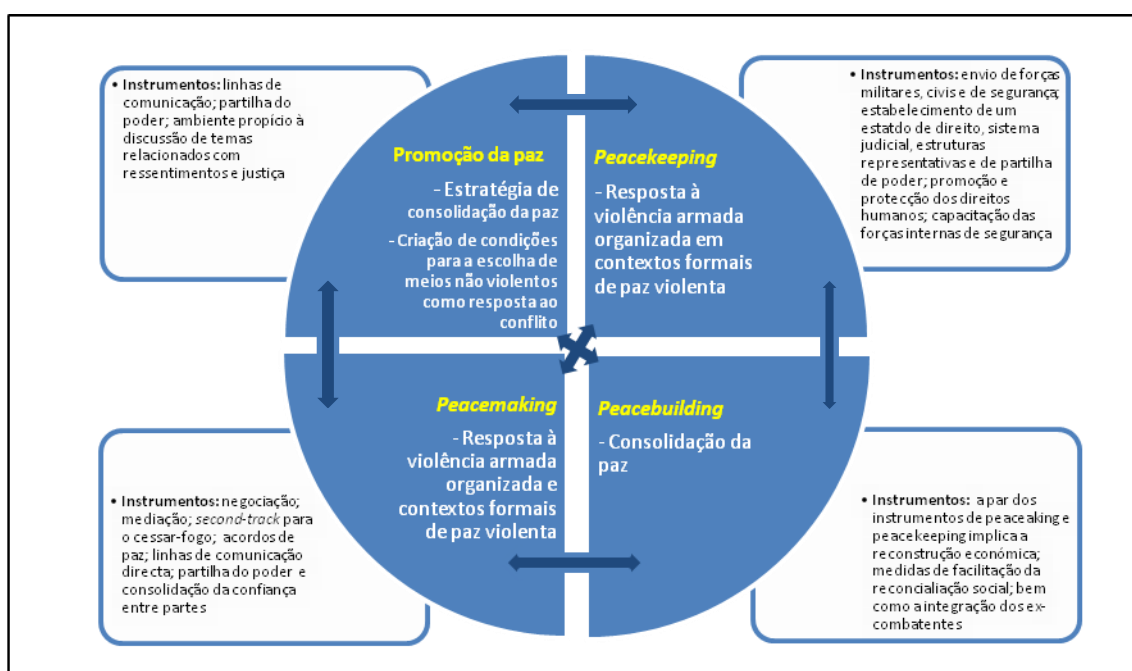 • Instrumentos: linhas de
comunicação; partilha do
poder; ambiente propício à
discussão de temas
relacionados com
ressentimentos e justiça
Promoção da paz
- Estratégia de
consolidação da paz
- Criação de condições
para a escolha de
meios não violentos
como resposta ao
conflito
Peacekeeping
- Resposta à
violência armada
organizada em
contextos formais
de paz violenta
• Instrumentos: envio de forças
militares, civis e de segurança;
estabelecimento de um
estatdo de direito, sistema
judicial, estruturas
representativas e de partilha
de poder; promoção e
protecção dos direitos
humanos; capacitação das
forças internas de segurança
• Instrumentos: negociação;
mediação; second-track para
o cessar-fogo; acordos de
paz; linhas de comunicação
directa; partilha do poder e
consolidação da confiança
entre partes
Peacemaking
- Resposta à
violência armada
organizada e
contextos formais
de paz violenta
Peacebuilding
- Consolidação da
paz
• Instrumentos: a par dos
instrumentos de peaceaking e
peacekeeping implica a
reconstrução económica;
medidas de facilitação da
reconcialiação social; bem
como a integração dos ex-
combatentes